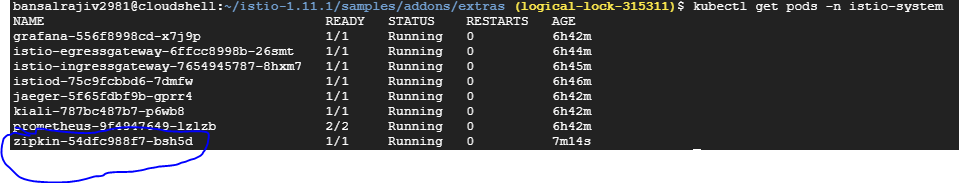 bansalrajiv2981@cloudshell:~/istio-1.11.1/samples/addons/extras (logical-lock-315311)$ kubectl get pods -n istio-system
NAME READY STATUS RESTARTS AGE
grafana-556f8998cd-x7j9p 1/1 Running 0 6h42m
istio-egressgateway-6ffcc8998b-26smt 1/1 Running 0 6h44m
istio-ingressgateway-7654945787-8hxm7 1/1 Running 0 6h45m
istiod-75c9fcbbd6-7dmfw 1/1 Running 0 6h46m
jaeger-5f65fdbf9b-gprr4 1/1 Running 0 6h42m
kiali-787bc487b7-p6wb8 1/1 Running 0 6h42m
prometheus-9f4947649-lzlzb 2/2 Running 0 6h42m
zipkin-54dfc988f7-bsh5d 1/1 Running 0 7m14s